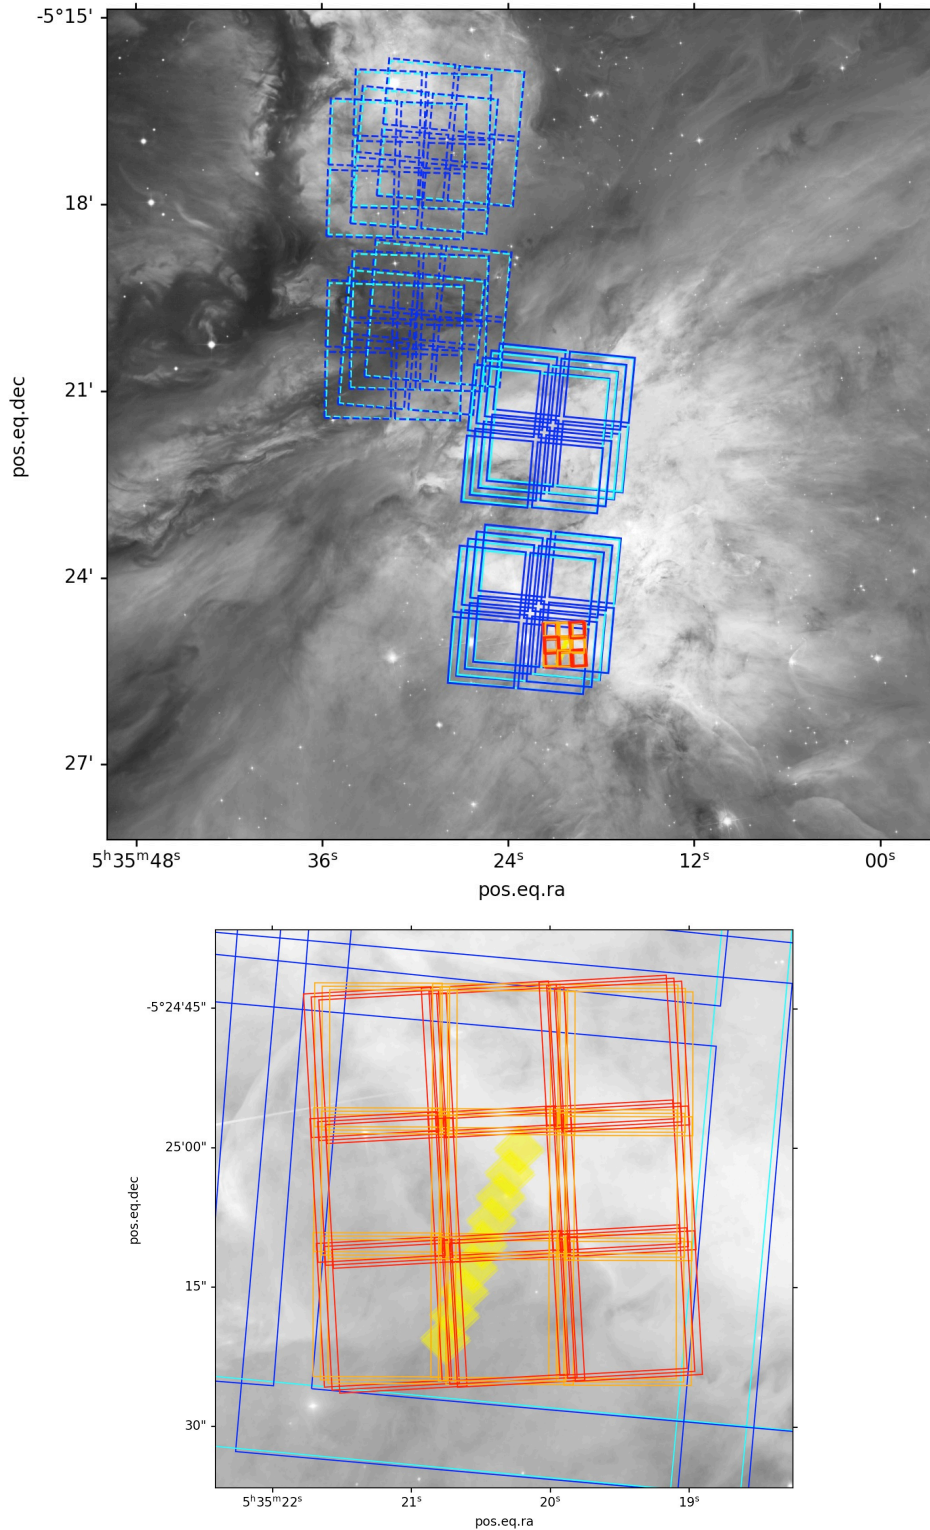 -5°15'
18'
21'
24'
27'
pos.eq.dec
5ʰ35ᵐ48ˢ
36ˢ
24ˢ
12ˢ
00ˢ
pos.eq.ra
-5°24'45"
25'00"
15"
30"
pos.eq.dec
5ʰ35ᵐ22ˢ
21ˢ
20ˢ
19ˢ
pos.eq.ra